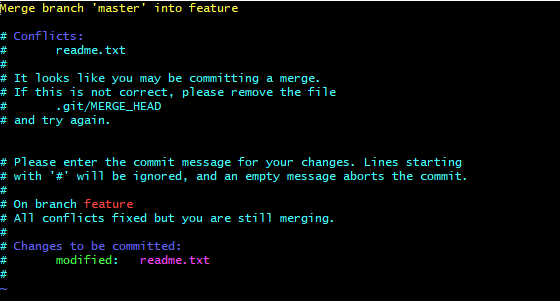 Merge branch 'master' into feature

# Conflicts:
#       readme.txt
#
# It looks like you may be committing a merge.
# If this is not correct, please remove the file
#       .git/MERGE_HEAD
# and try again.


# Please enter the commit message for your changes. Lines starting
# with '#' will be ignored, and an empty message aborts the commit.
#
# On branch feature
# All conflicts fixed but you are still merging.
#
# Changes to be committed:
#       modified:   readme.txt
#
~